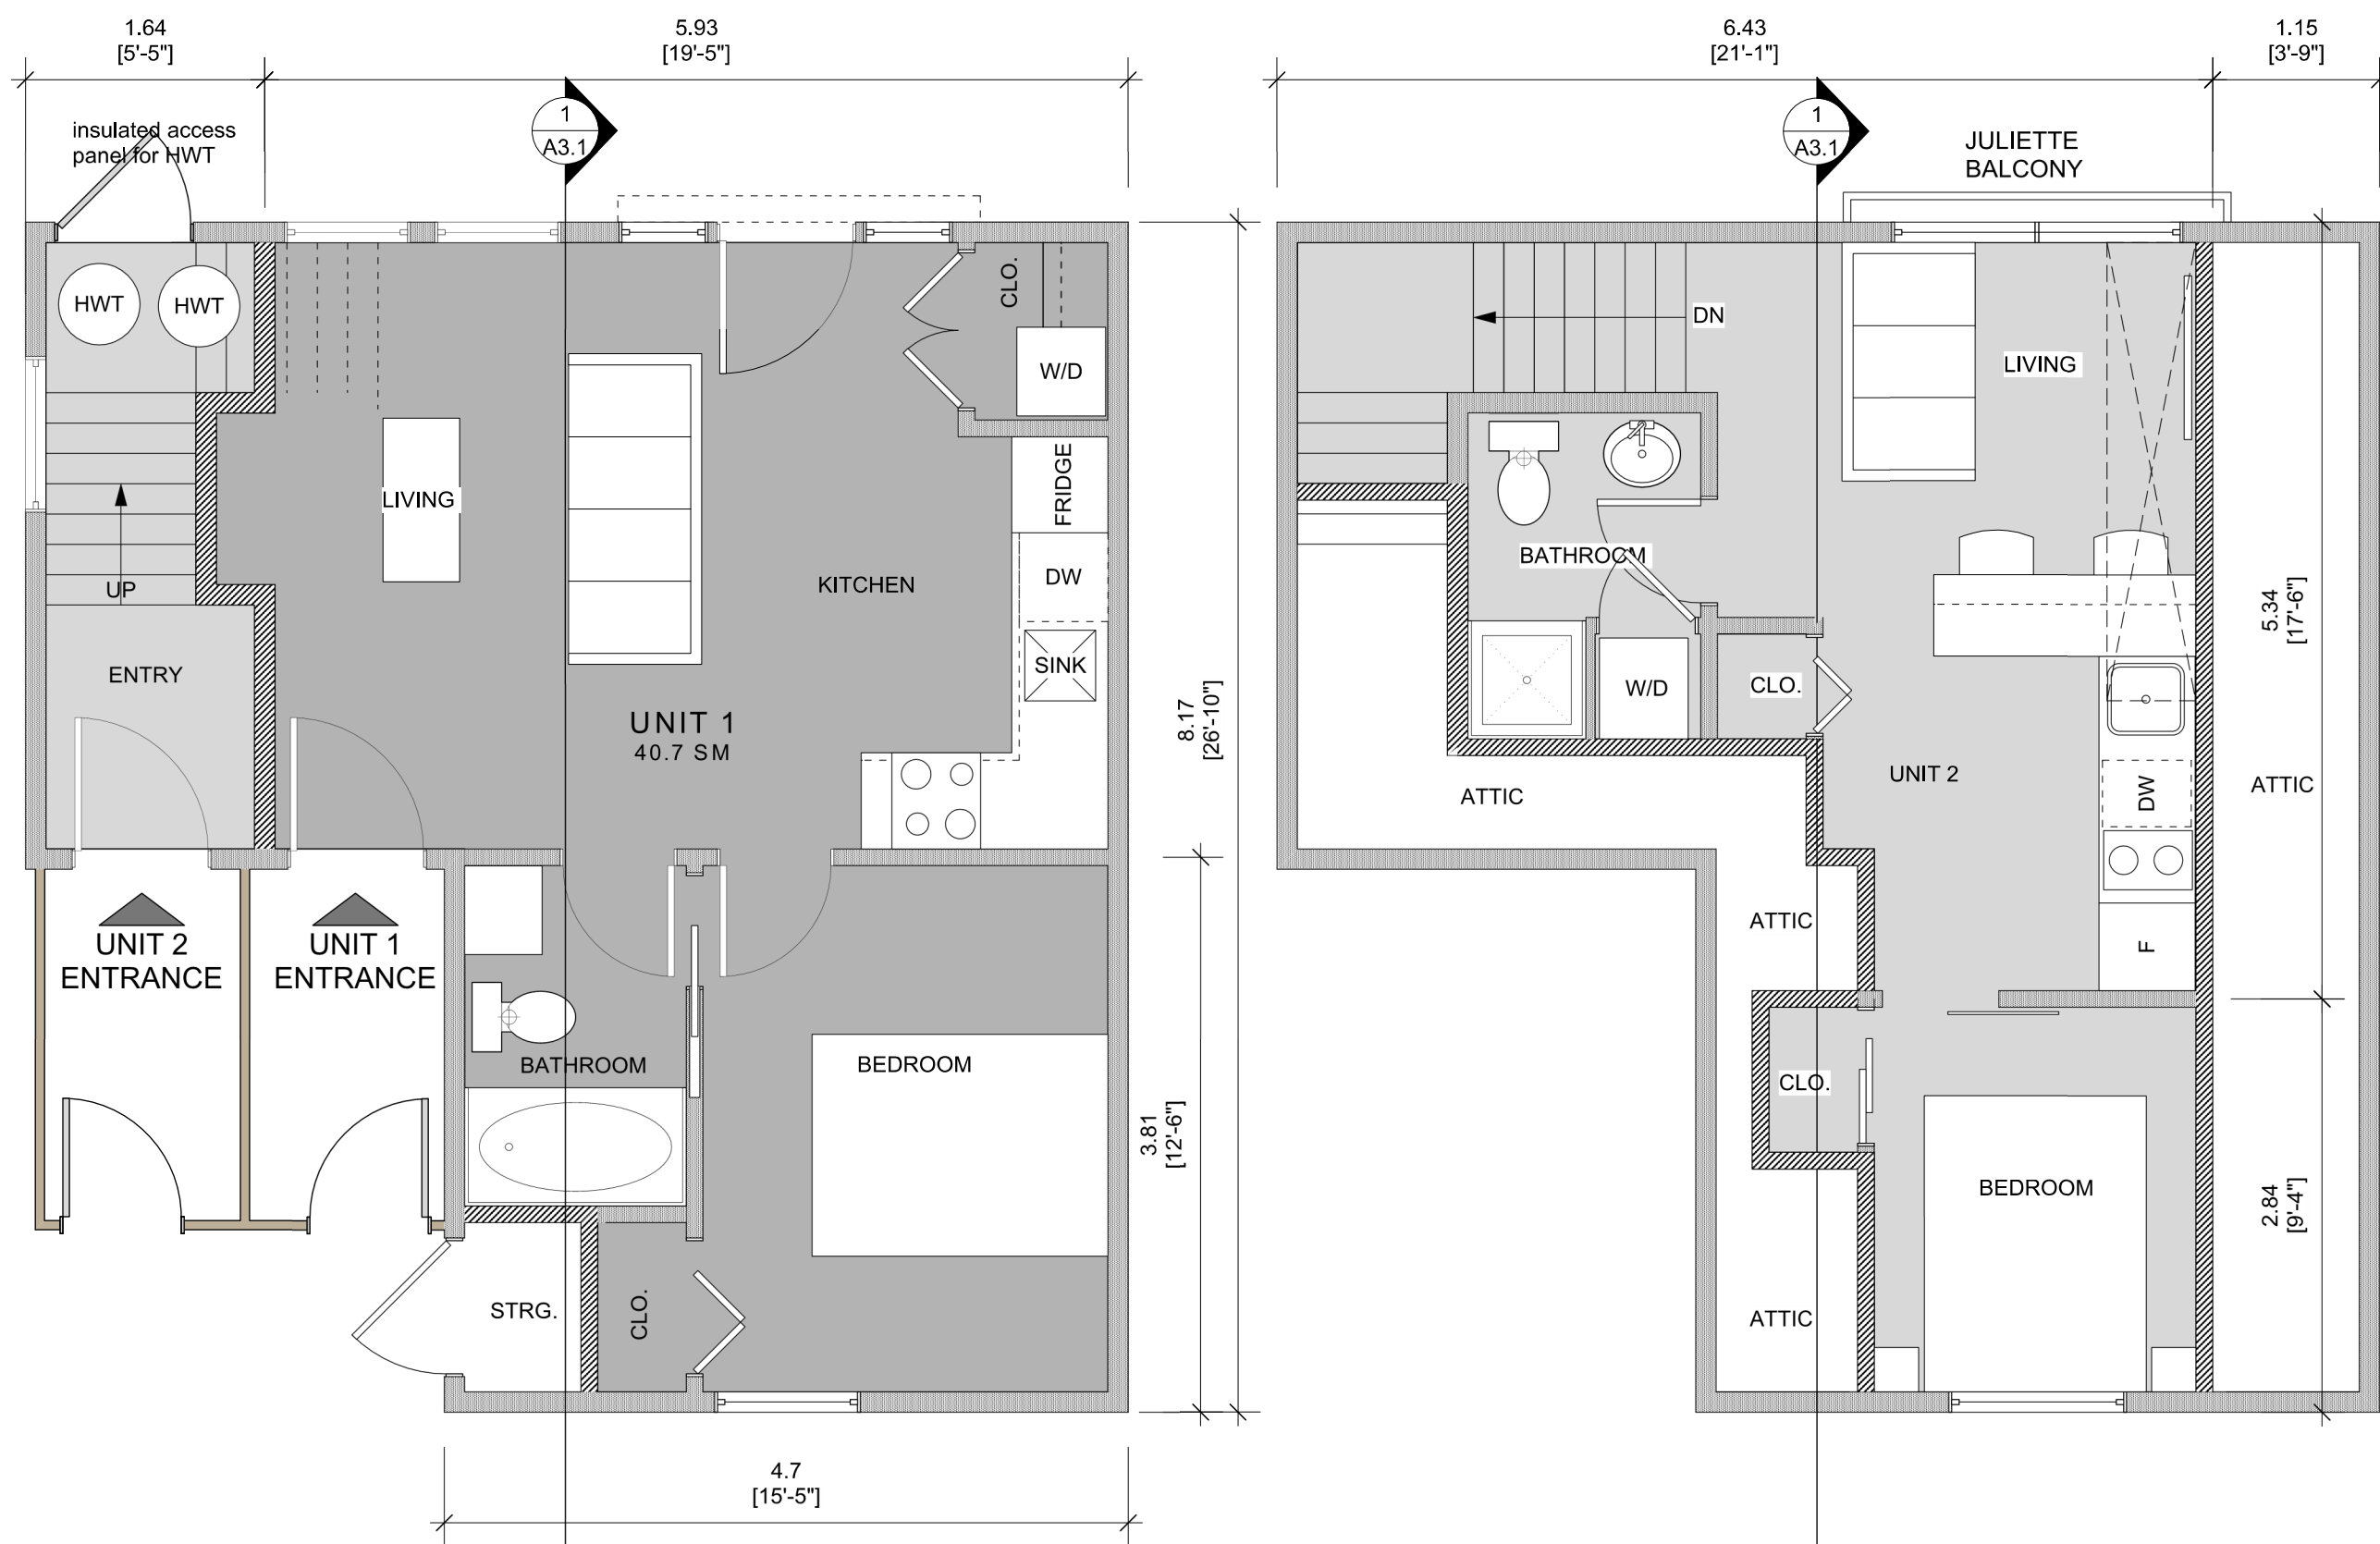 1.64
[5'-5"]
5.93
[19'-5"]
6.43
[21'-1"]
1.15
[3'-9"]
insulated access
panel for HWT
1
A3.1
1
A3.1
JULIETTE
BALCONY
HWT
HWT
CLO.
W/D
DN
LIVING
LIVING
FRIDGE
DW
KITCHEN
SINK
UP
ENTRY
UNIT 1
40.7 SM
8.17
[26'-10"]
BATHROOM
W/D
CLO.
5.34
[17'-6"]
UNIT 2
DW
ATTIC
ATTIC
ATTIC
F
UNIT 2
ENTRANCE
UNIT 1
ENTRANCE
BATHROOM
BEDROOM
3.81
[12'-6"]
CLO.
BEDROOM
2.84
[9'-4"]
STRG.
CLO.
ATTIC
4.7
[15'-5"]